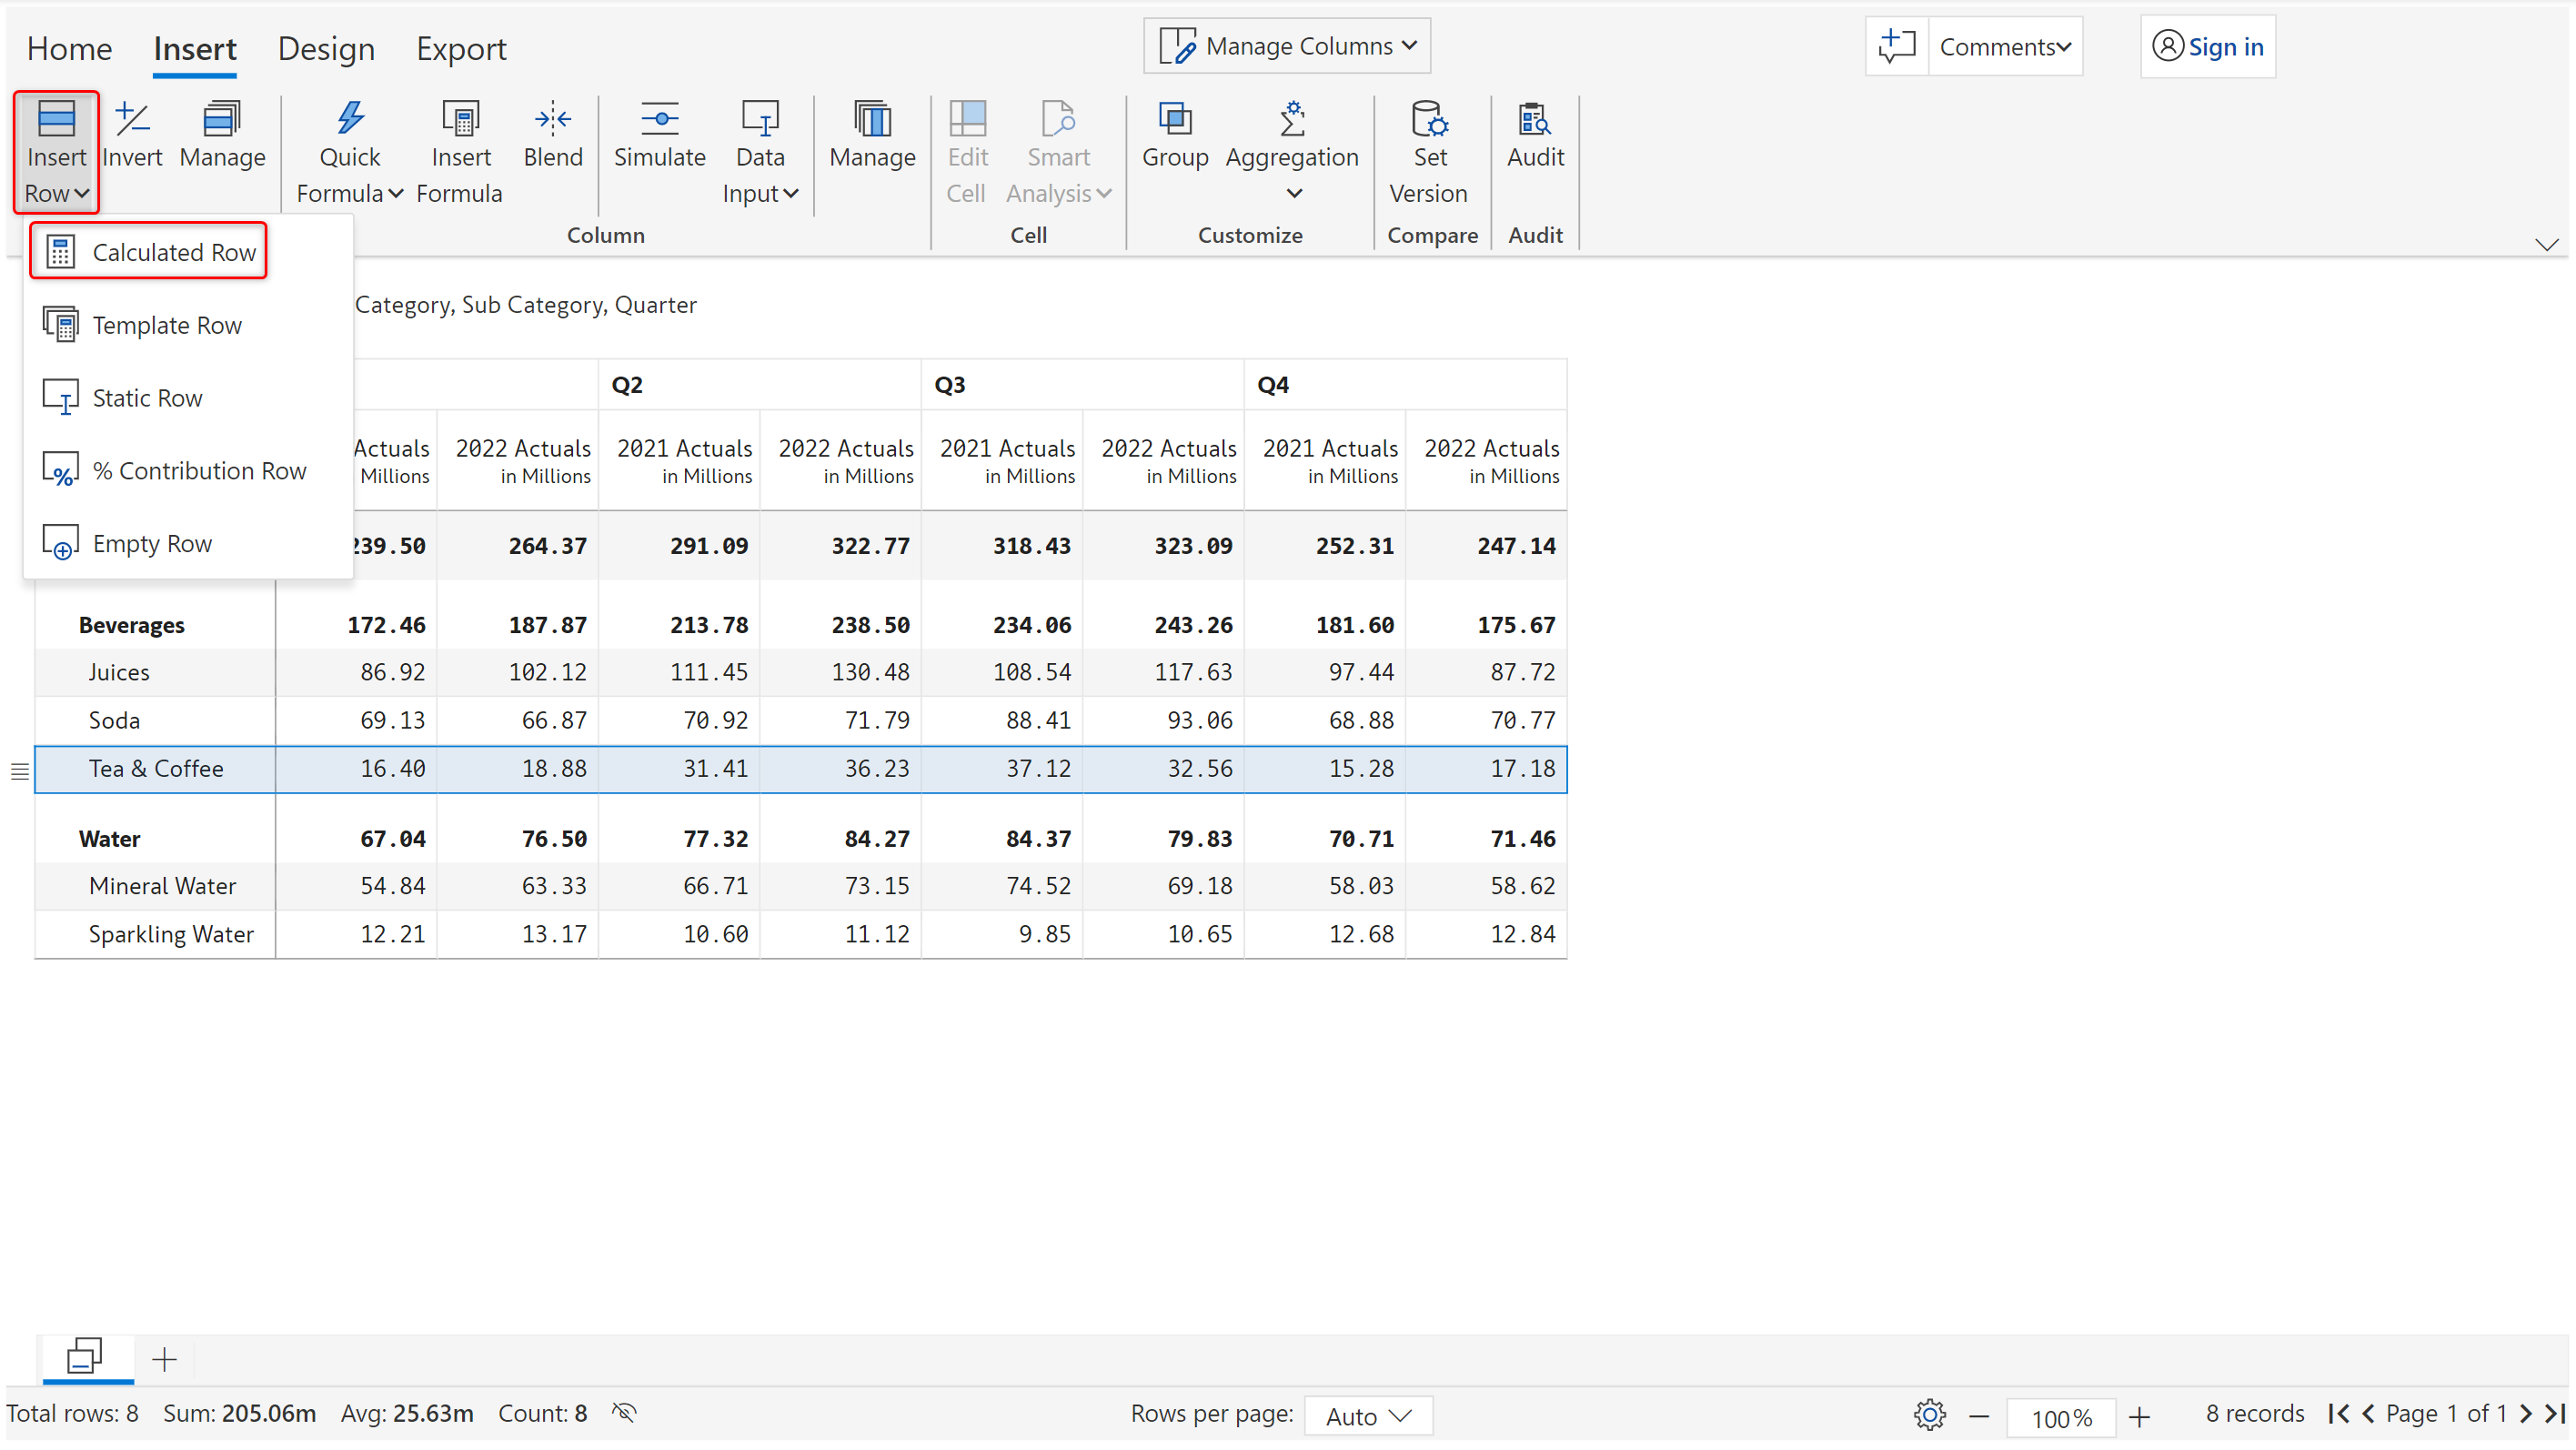 Home Insert Design Export Manage Columns Comments Sign in
Insert Row Invert Manage Quick Formula Insert Formula Blend Simulate Data Input Manage Edit Cell Smart Analysis Group Aggregation Set Version Audit
Column Cell Customize Compare Audit
Calculated Row
Template Row
Static Row
% Contribution Row
Empty Row
Category, Sub Category, Quarter
Q2 Q3 Q4
Actuals 2022 Actuals 2021 Actuals 2022 Actuals 2021 Actuals 2022 Actuals 2021 Actuals 2022 Actuals
Millions in Millions in Millions in Millions in Millions in Millions in Millions in Millions
239.50 264.37 291.09 322.77 318.43 323.09 252.31 247.14
Beverages 172.46 187.87 213.78 238.50 234.06 243.26 181.60 175.67
Juices 86.92 102.12 111.45 130.48 108.54 117.63 97.44 87.72
Soda 69.13 66.87 70.92 71.79 88.41 93.06 68.88 70.77
Tea & Coffee 16.40 18.88 31.41 36.23 37.12 32.56 15.28 17.18
Water 67.04 76.50 77.32 84.27 84.37 79.83 70.71 71.46
Mineral Water 54.84 63.33 66.71 73.15 74.52 69.18 58.03 58.62
Sparkling Water 12.21 13.17 10.60 11.12 9.85 10.65 12.68 12.84
Total rows: 8 Sum: 205.06m Avg: 25.63m Count: 8 Rows per page: Auto 100% 8 records Page 1 of 1